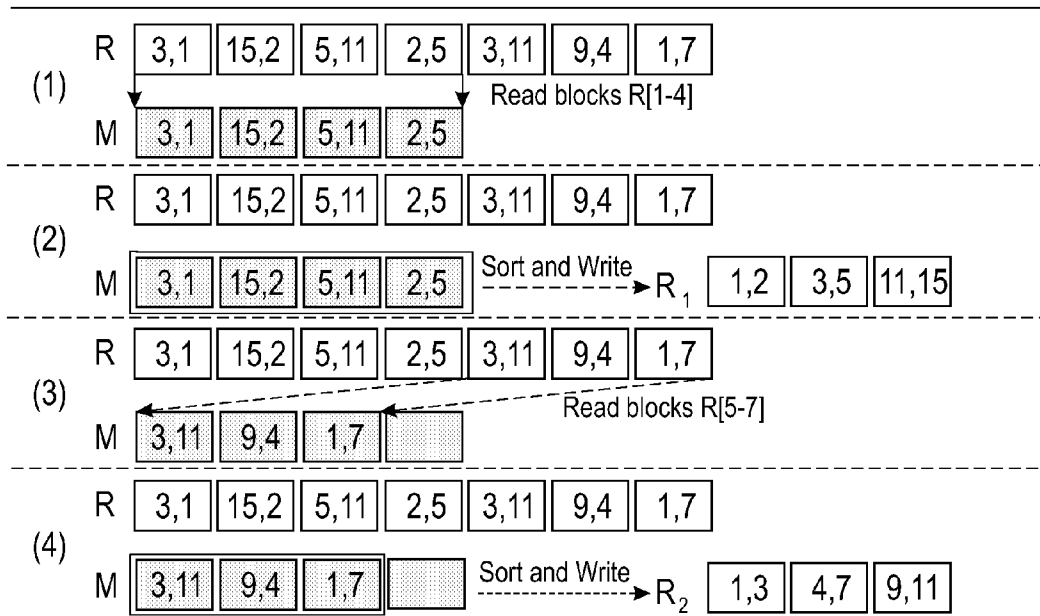 R 3,1 15,2 5,11 2,5 3,11 9,4 1,7
(1)
Read blocks R[1-4]
M 3,1 15,2 5,11 2,5
R 3,1 15,2 5,11 2,5 3,11 9,4 1,7
(2)
M 3,1 15,2 5,11 2,5 Sort and Write R1 1,2 3,5 11,15
R 3,1 15,2 5,11 2,5 3,11 9,4 1,7
(3)
Read blocks R[5-7]
M 3,11 9,4 1,7
R 3,1 15,2 5,11 2,5 3,11 9,4 1,7
(4)
M 3,11 9,4 1,7 Sort and Write R2 1,3 4,7 9,11